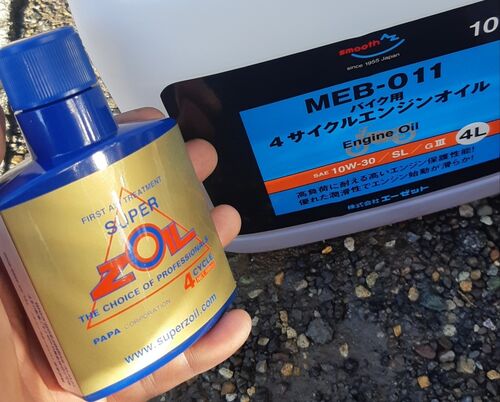 FIRST AID TREATMENT
SUPER
ZOIL
THE CHOICE OF PROFESSIONALS
4 CYCLE
PAPA CORPORATION
www.superzoil.com
smooth
since 1955 Japan
10
MEB-011
バイク用
4サイクルエンジンオイル
Engine Oil
SAE 10W-30/SL/GⅢ 4L
高負荷に耐える高いエンジン保護性能!
優れた潤滑性でエンジン始動が滑らか!
株式会社エーゼット